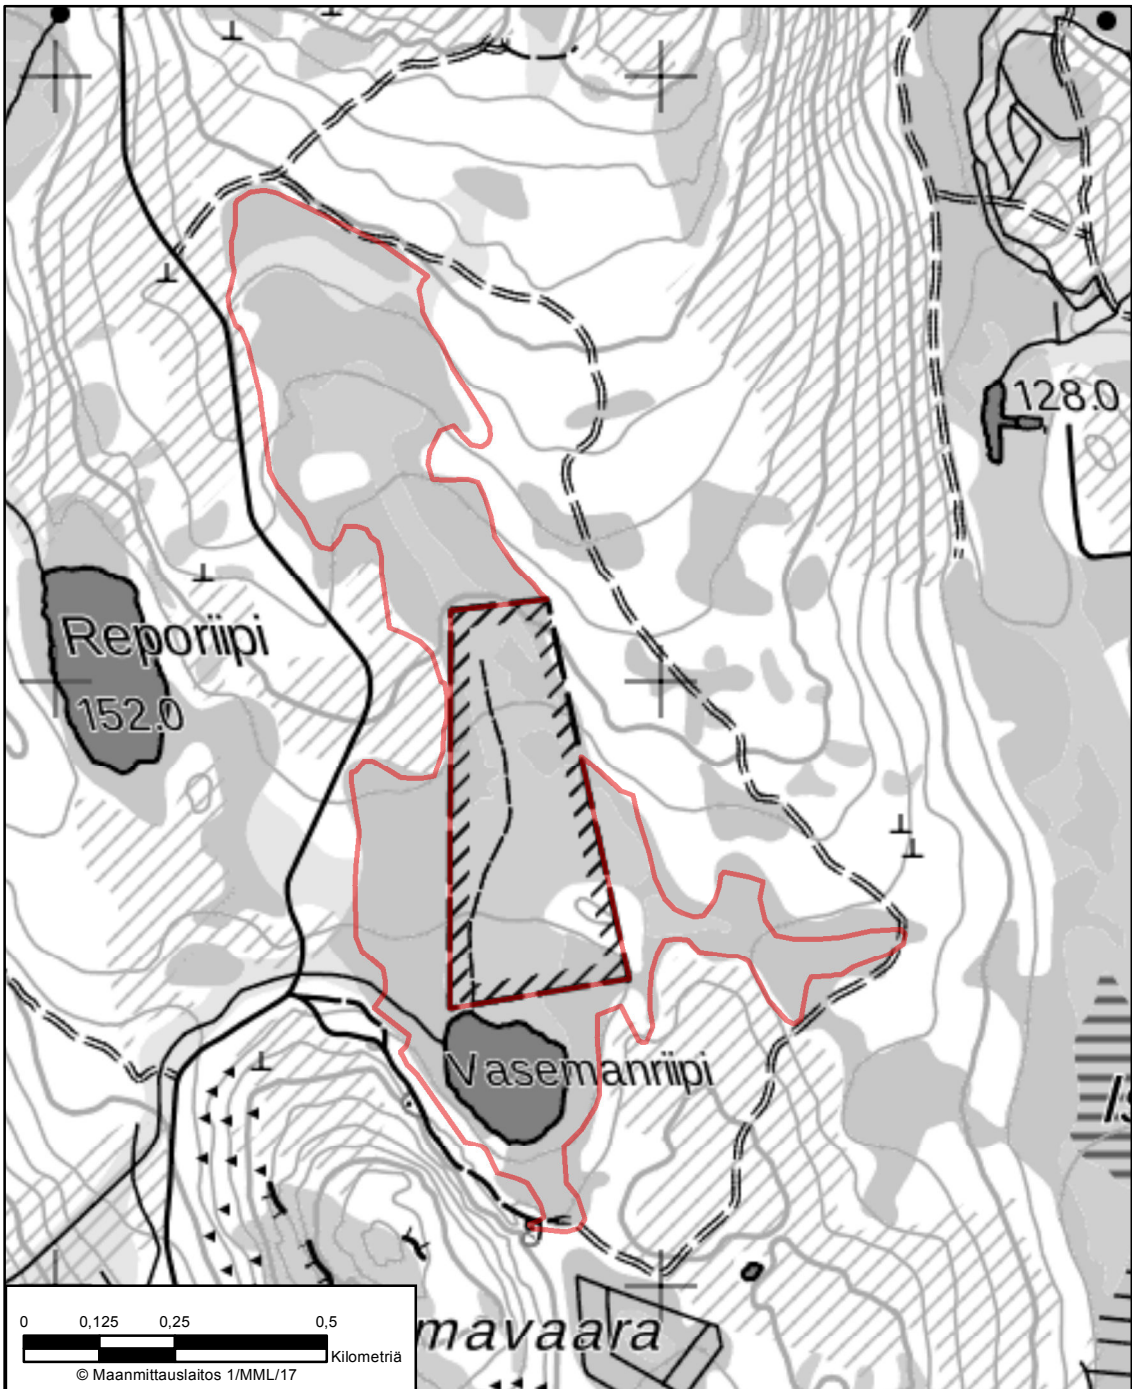 128.0
Reporiipi
152.0
Vasemanriipi
mavaara
0 0,125 0,25 0,5
Kilometriä
© Maanmittauslaitos 1/MML/17